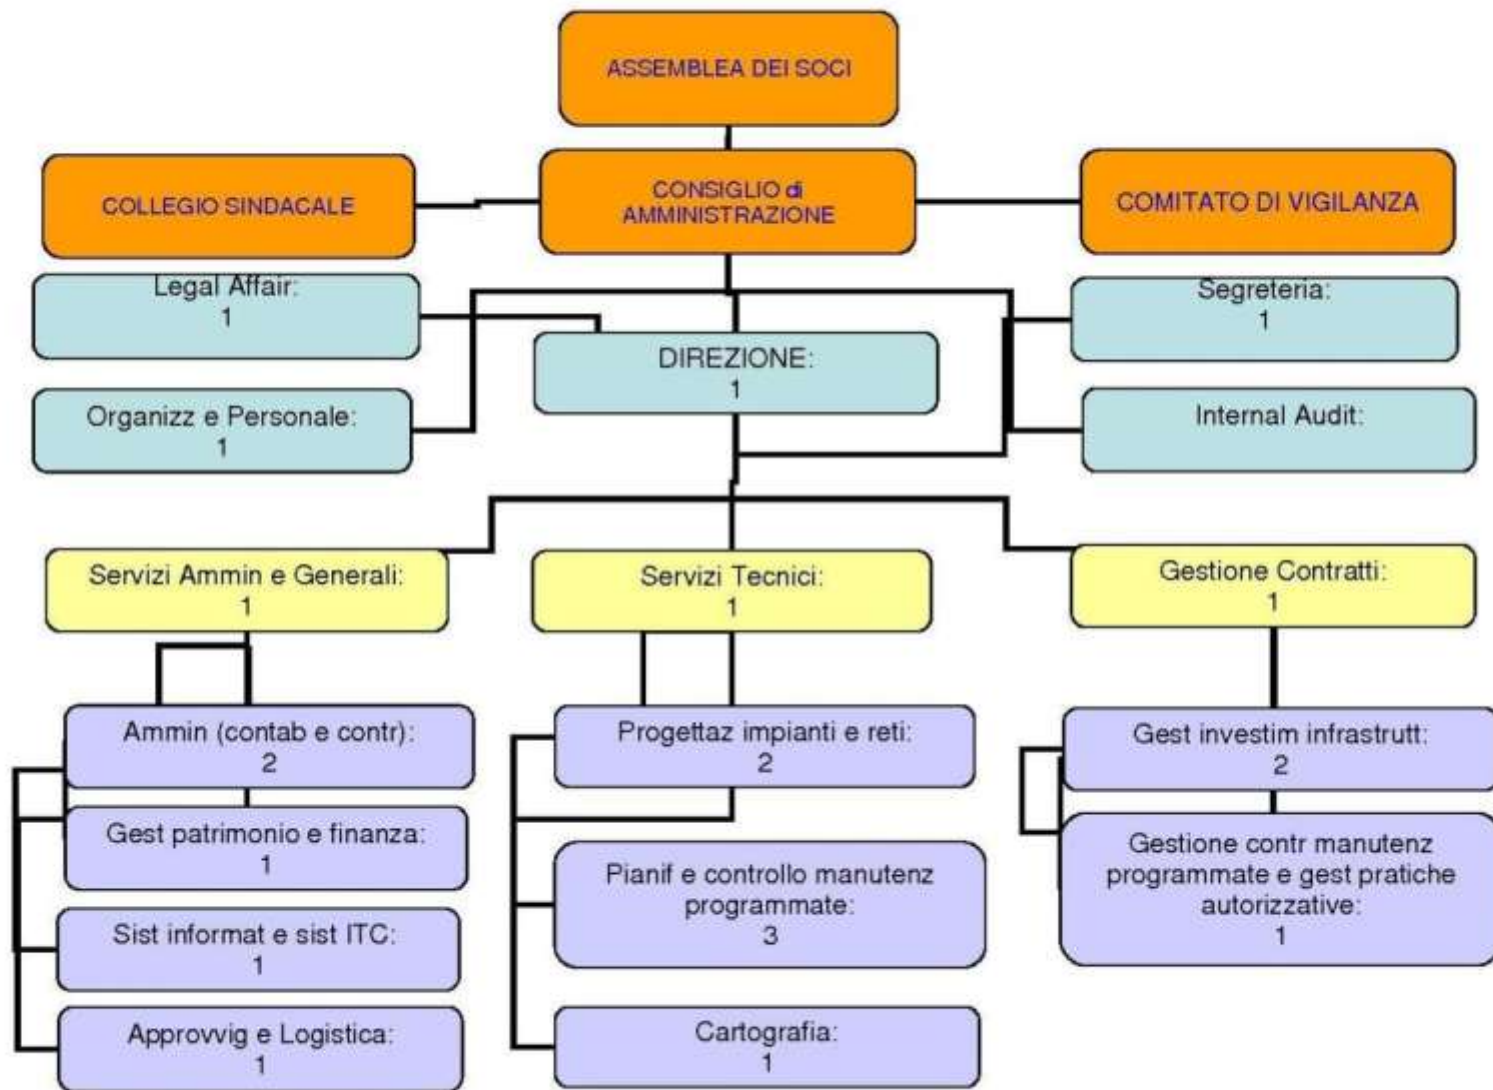 ASSEMBLEA DEI SOCI
COLLEGIO SINDACALE
CONSIGLIO di
AMMINISTRAZIONE
COMITATO DI VIGILANZA
Legal Affair:
1
Segreteria:
1
DIREZIONE:
1
Organizz e Personale:
1
Internal Audit:
Servizi Ammin e Generali:
1
Servizi Tecnici:
1
Gestione Contratti:
1
Ammin (contab e contr):
2
Gest patrimonio e finanza:
1
Sist informat e sist ITC:
1
Approvvig e Logistica:
1
Progettaz impianti e reti:
2
Pianif e controllo manutenz
programmate:
3
Cartografia:
1
Gest investim infrastrutt:
2
Gestione contr manutenz
programmate e gest pratiche
autorizzative:
1